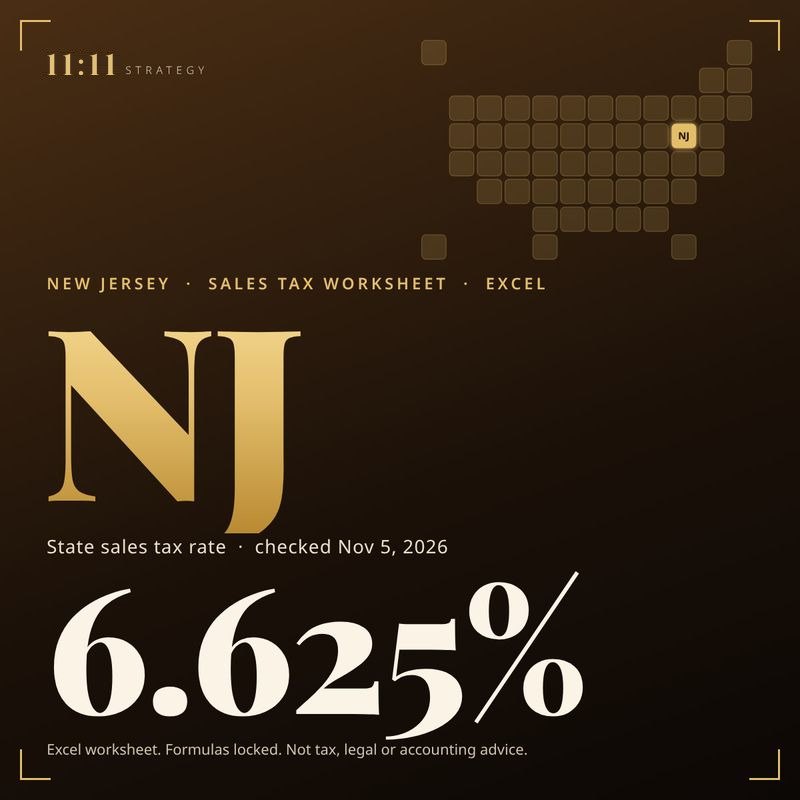 11:11 STRATEGY
NJ
NEW JERSEY · SALES TAX WORKSHEET · EXCEL
NJ
State sales tax rate · checked Nov 5, 2026
6.625%
Excel worksheet. Formulas locked. Not tax, legal or accounting advice.